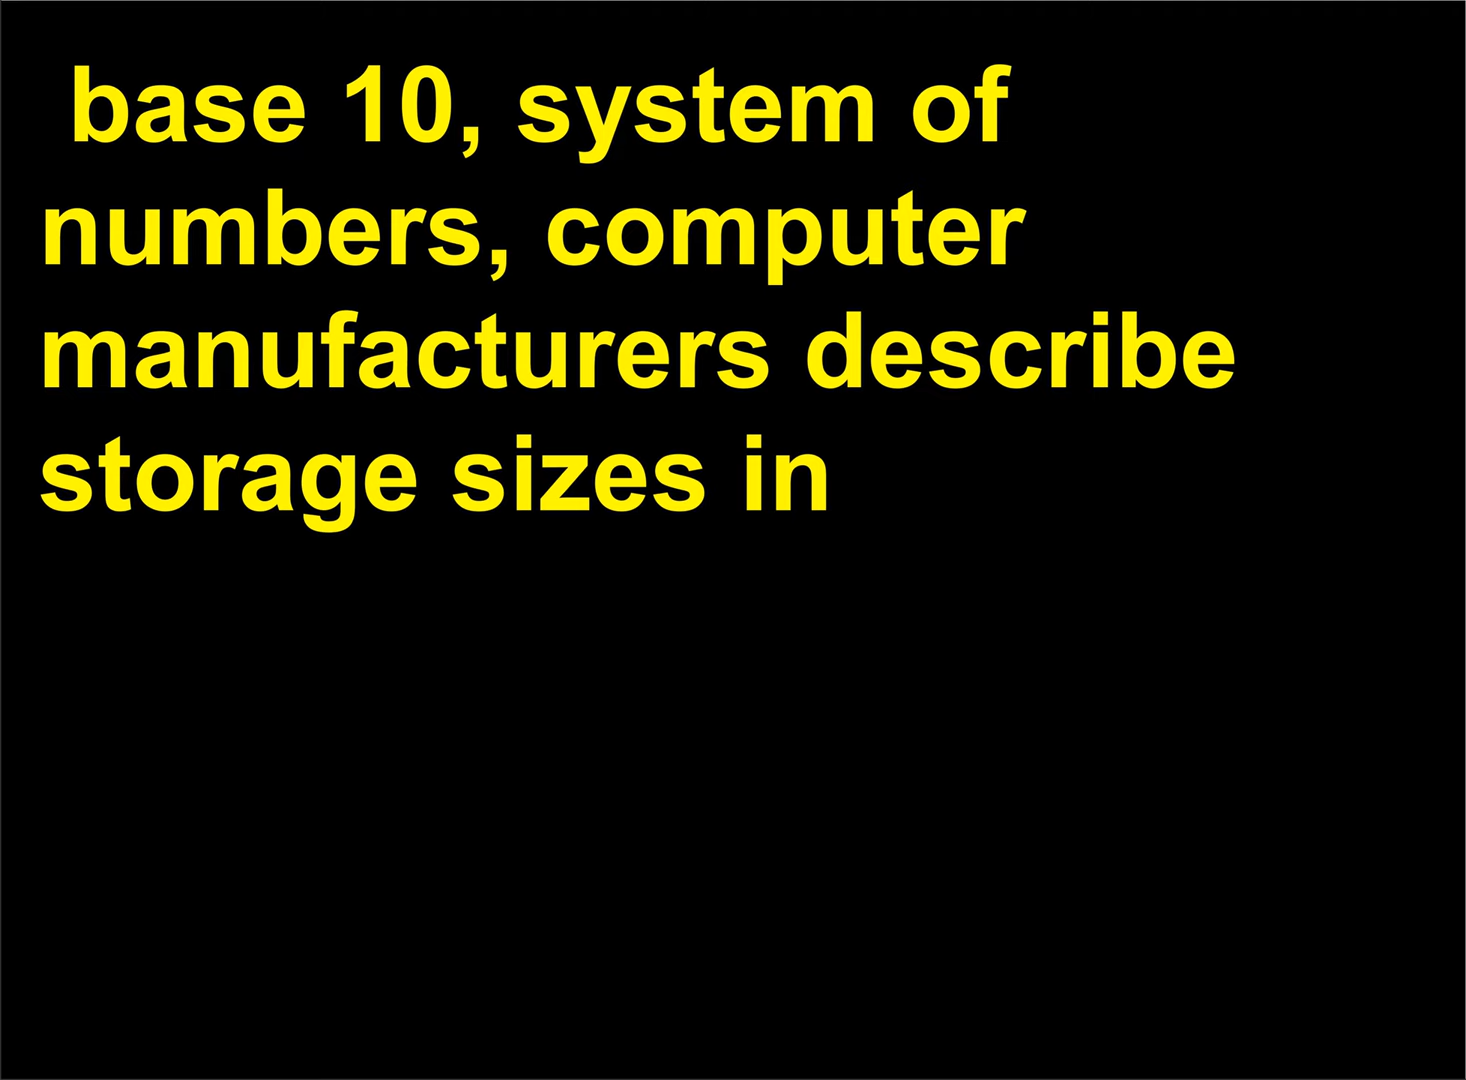 base 10, system of
numbers, computer
manufacturers describe
storage sizes in